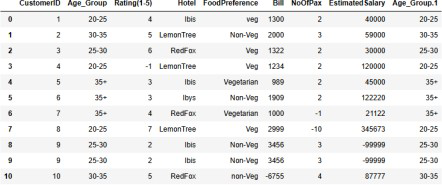 CustomerID Age_Group Rating(1-5) Hotel FoodPreference Bill NoOfPax EstimatedSalary Age_Group.1
0 1 20-25 4 Ibis veg 1300 2 40000 20-25
1 2 30-35 5 LemonTree Non-Veg 2000 3 59000 30-35
2 3 25-30 6 RedFox Veg 1322 2 30000 25-30
3 4 20-25 -1 LemonTree Veg 1234 2 120000 20-25
4 5 35+ 3 Ibis Vegetarian 989 2 45000 35+
5 6 35+ 3 Ibys Non-Veg 1909 2 122220 35+
6 7 35+ 4 RedFox Vegetarian 1000 -1 21122 35+
7 8 20-25 7 LemonTree Veg 2999 -10 345673 20-25
8 9 25-30 2 Ibis Non-Veg 3456 3 -99999 25-30
9 9 25-30 2 Ibis Non-Veg 3456 3 -99999 25-30
10 10 30-35 5 RedFox non-Veg -6755 4 87777 30-35